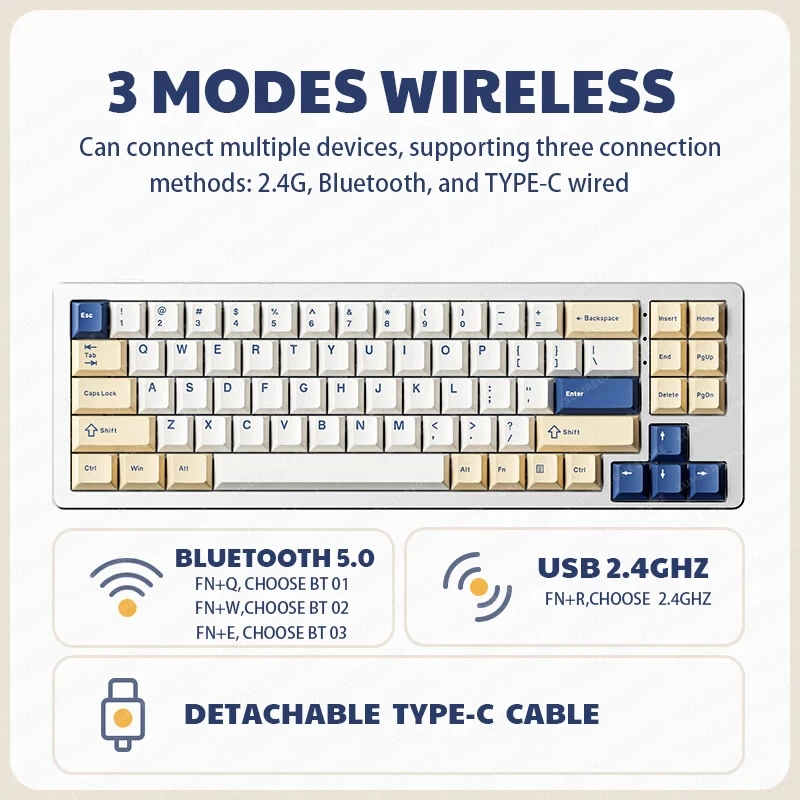 3 MODES WIRELESS
Can connect multiple devices, supporting three connection
methods: 2.4G, Bluetooth, and TYPE-C wired
Esc ! 1 @ 2 # 3 $ 4 % 5 ^ 6 & 7 * 8 ( 9 ) 0 - + = ← Backspace Insert Home
Tab Q W E R T Y U I O P { [ } ] | \ End PgUp
Caps Lock A S D F G H J K L : ; " ' Enter Delete PgDn
Shift Z X C V B N M < , > . ? / Shift ↑
Ctrl Win Alt Alt Fn Ctrl ← ↓ →
BLUETOOTH 5.0
FN+Q, CHOOSE BT 01
FN+W,CHOOSE BT 02
FN+E, CHOOSE BT 03
USB 2.4GHZ
FN+R,CHOOSE 2.4GHZ
DETACHABLE TYPE-C CABLE